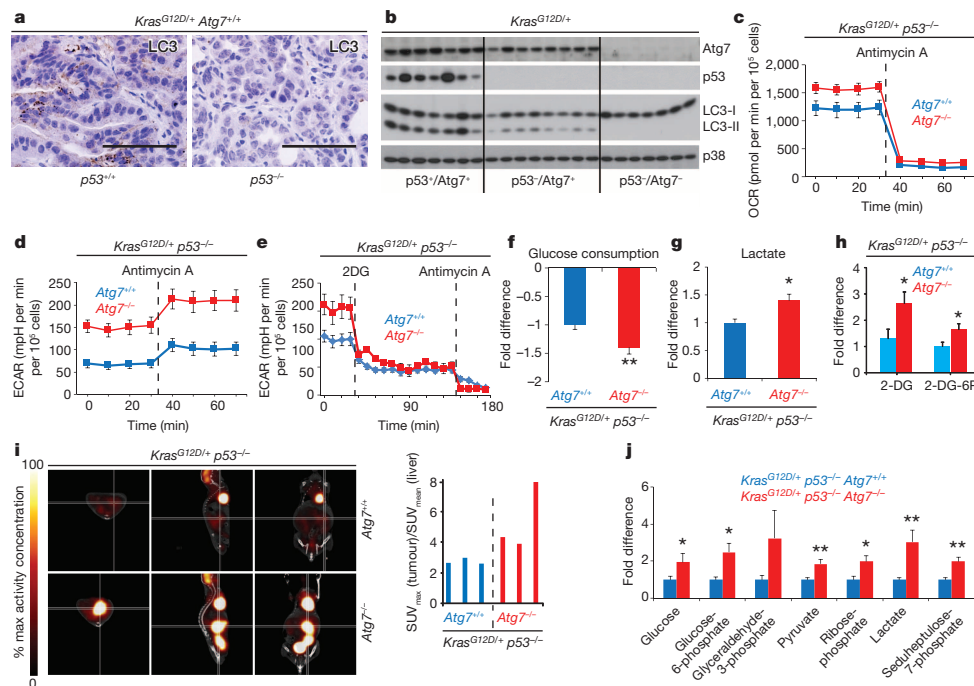 a
Kras^G12D/+ Atg7^+/+
LC3
LC3
p53^+/+
p53^−/−
b
Kras^G12D/+
Atg7
p53
LC3-I
LC3-II
p38
p53^+/Atg7^+
p53^−/Atg7^+
p53^−/Atg7^-
c
Kras^G12D/+ p53^−/−
Antimycin A
OCR (pmol per min per 10^5 cells)
2,000
1,500
1,000
500
0
Atg7^+/+
Atg7^−/−
0 20 40 60
Time (min)
d
Kras^G12D/+ p53^−/−
Antimycin A
ECAR (mpH per min
per 10^5 cells)
250
200
150
100
50
0
Atg7^+/+
Atg7^−/−
0 20 40 60
Time (min)
e
Kras^G12D/+ p53^−/−
2DG
Antimycin A
ECAR (mpH per min
per 10^5 cells)
250
200
150
100
50
0
Atg7^+/+
Atg7^−/−
0 90 180
Time (min)
f
Glucose consumption
Fold difference
0
−0.5
−1
−1.5
−2
**
Atg7^+/+
Atg7^−/−
Kras^G12D/+ p53^−/−
g
Lactate
Fold difference
2
1.5
1
0.5
0
*
Atg7^+/+
Atg7^−/−
Kras^G12D/+ p53^−/−
h
Kras^G12D/+ p53^−/−
Atg7^+/+
Atg7^−/−
Fold difference
4
3
2
1
0
*
*
2-DG
2-DG-6P
i
Kras^G12D/+ p53^−/−
% max activity concentration
100
0
Atg7^+/+
Atg7^−/−
SUV_max (tumour)/SUV_mean (liver)
8
6
4
2
0
Atg7^+/+
Atg7^−/−
Kras^G12D/+ p53^−/−
j
Kras^G12D/+ p53^−/− Atg7^+/+
Kras^G12D/+ p53^−/− Atg7^−/−
Fold difference
6
4
2
0
*
*
**
*
**
**
Glucose
Glucose-
6-phosphate
Glyceraldehyde-
3-phosphate
Pyruvate
Ribose-
phosphate
Lactate
Seduheptulose-
7-phosphate